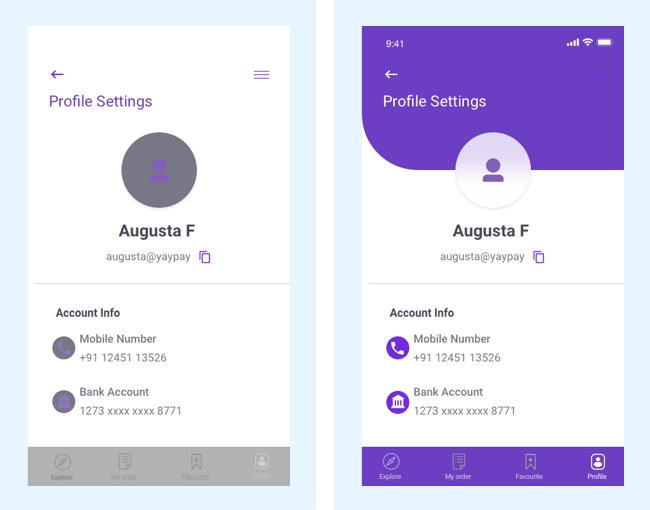 Profile Settings
Augusta F
augusta@yaypay
Account Info
Mobile Number
+91 12451 13526
Bank Account
1273 xxxx xxxx 8771
Explore
My order
Favourite
Profile
9:41
Profile Settings
Augusta F
augusta@yaypay
Account Info
Mobile Number
+91 12451 13526
Bank Account
1273 xxxx xxxx 8771
Explore
My order
Favourite
Profile